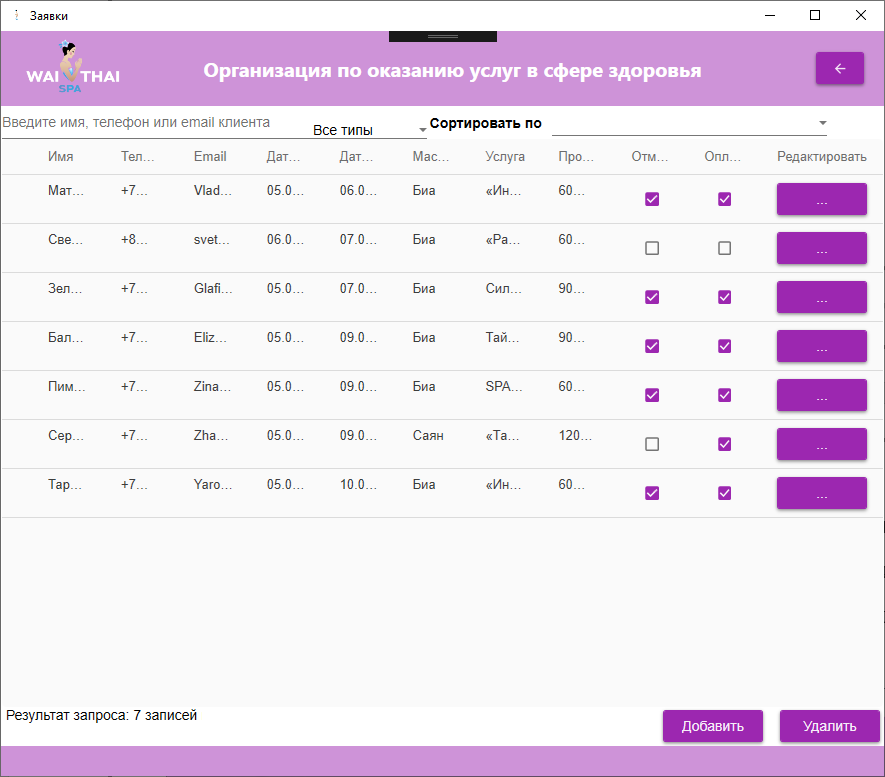 Заявки
WAI THAI
SPA
Организация по оказанию услуг в сфере здоровья
Введите имя, телефон или email клиента Все типы Сортировать по
Имя Тел... Email Дат... Дат... Мас... Услуга Про... Отм... Опл... Редактировать
Мат... +7... Vlad... 05.0... 06.0... Биа «Ин... 60... ...
Све... +8... svet... 06.0... 07.0... Биа «Ра... 60... ...
Зел... +7... Glafi... 05.0... 07.0... Биа Сил... 90... ...
Бал... +7... Eliz... 05.0... 09.0... Биа Тай... 90... ...
Пим... +7... Zina... 05.0... 09.0... Биа SPA... 60... ...
Сер... +7... Zha... 05.0... 09.0... Саян «Та... 120... ...
Тар... +7... Yaro... 05.0... 10.0... Биа «Ин... 60... ...
Результат запроса: 7 записей
Добавить Удалить